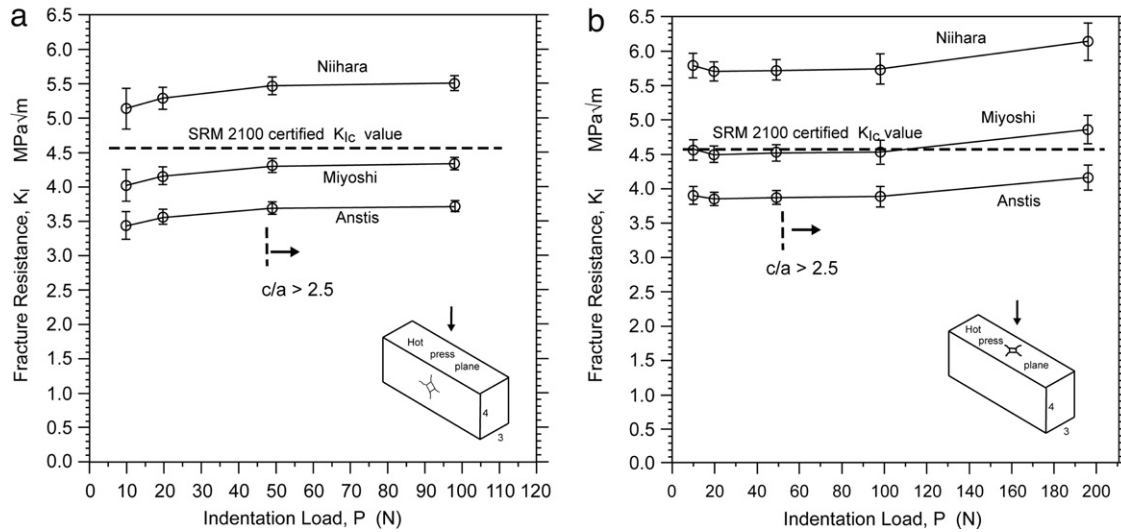 a
6.5
6.0
5.5
5.0
4.5
4.0
3.5
3.0
2.5
2.0
1.5
1.0
0.5
0.0
Fracture Resistance, K_I MPa√m
Niihara
SRM 2100 certified K_Ic value
Miyoshi
Anstis
c/a > 2.5
Hot
press
plane
4
3
0 10 20 30 40 50 60 70 80 90 100 110 120
Indentation Load, P (N)
b
6.5
6.0
5.5
5.0
4.5
4.0
3.5
3.0
2.5
2.0
1.5
1.0
0.5
0.0
Fracture Resistance, K_I MPa√m
Niihara
Miyoshi
SRM 2100 certified K_Ic value
Anstis
c/a > 2.5
Hot
press
plane
4
3
0 20 40 60 80 100 120 140 160 180 200
Indentation Load, P (N)